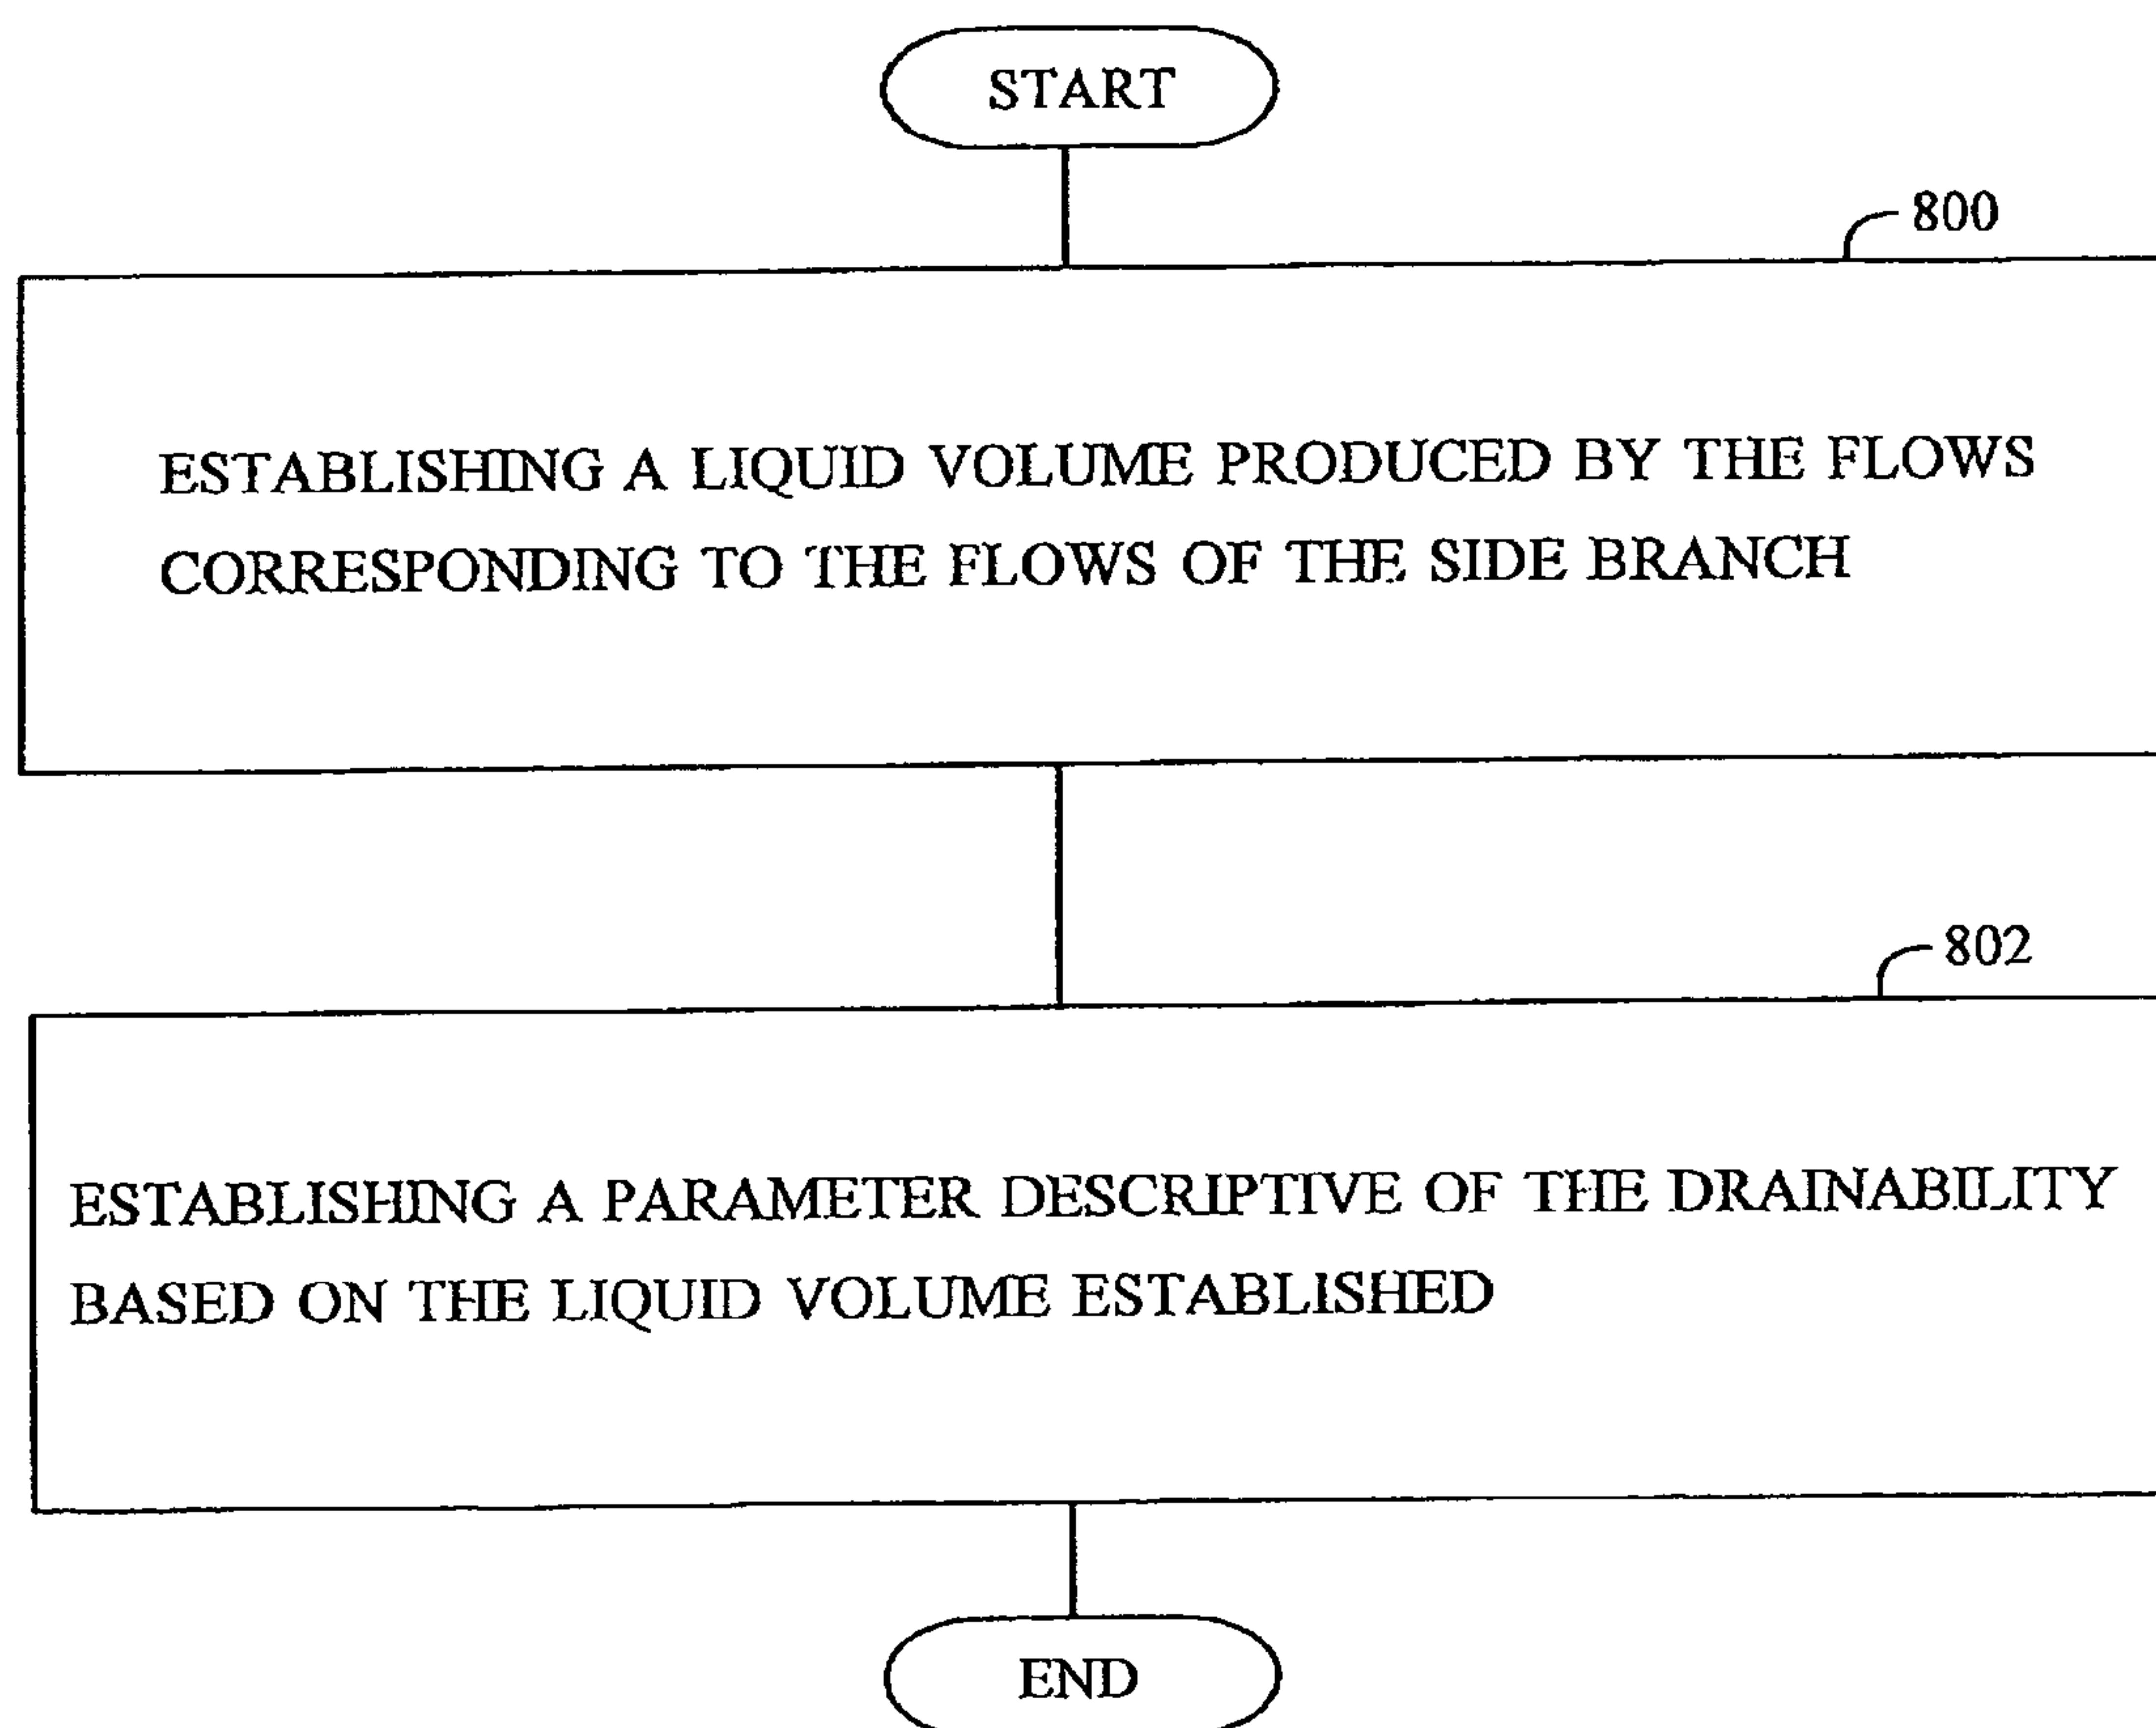 START
800
ESTABLISHING A LIQUID VOLUME PRODUCED BY THE FLOWS
CORRESPONDING TO THE FLOWS OF THE SIDE BRANCH
802
ESTABLISHING A PARAMETER DESCRIPTIVE OF THE DRAINABILITY
BASED ON THE LIQUID VOLUME ESTABLISHED
END